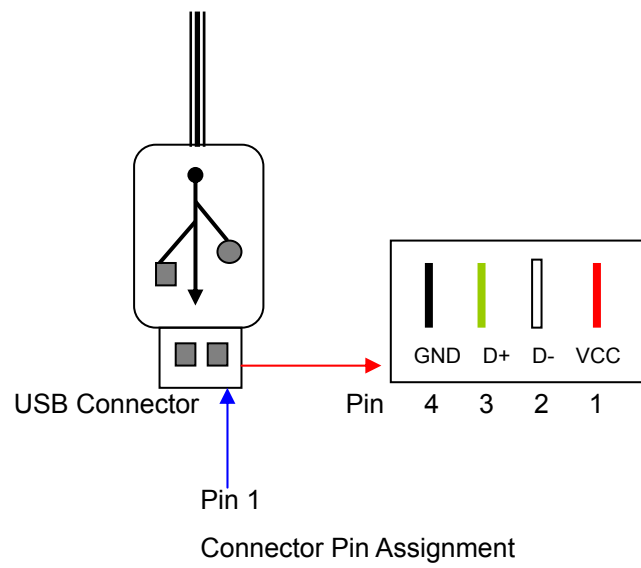 GND D+ D- VCC
USB Connector
Pin 4 3 2 1
Pin 1
Connector Pin Assignment